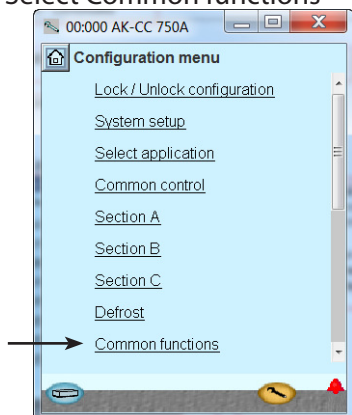 Select Common functions
00:000 AK-CC 750A
Configuration menu
Lock / Unlock configuration
System setup
Select application
Common control
Section A
Section B
Section C
Defrost
Common functions